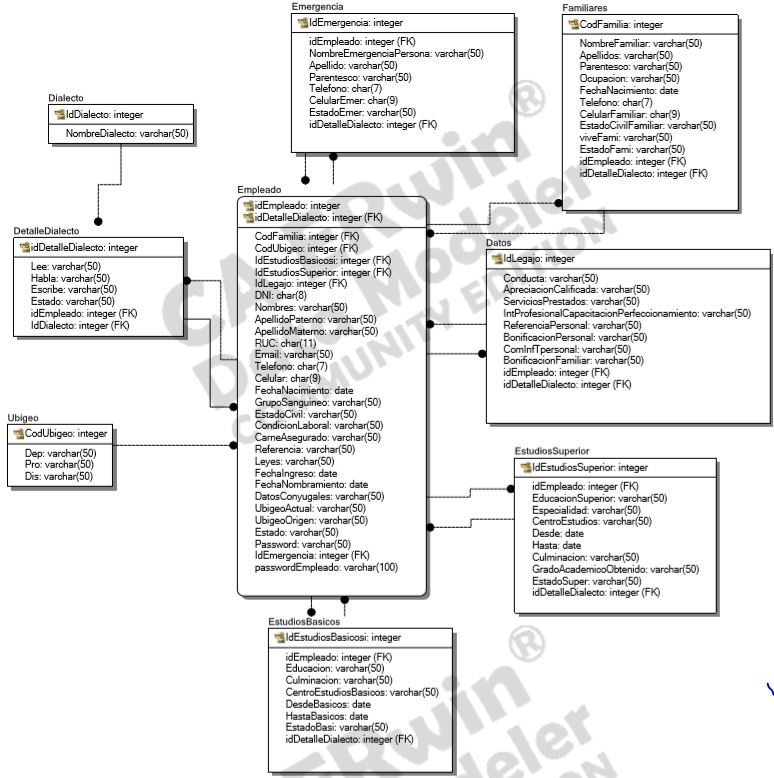 Emergencia
IdEmergencia: integer
idEmpleado: integer (FK)
NombreEmergenciaPersona: varchar(50)
Apellido: varchar(50)
Parentesco: varchar(50)
Telefono: char(7)
CelularEmer: char(9)
EstadoEmer: varchar(50)
idDetalleDialecto: integer (FK)
Familiares
CodFamilia: integer
NombreFamiliar: varchar(50)
Apellidos: varchar(50)
Parentesco: varchar(50)
Ocupacion: varchar(50)
FechaNacimiento: date
Telefono: char(7)
CelularFamiliar: char(9)
EstadoCivilFamiliar: varchar(50)
viveFami: varchar(50)
EstadoFami: varchar(50)
idEmpleado: integer (FK)
idDetalleDialecto: integer (FK)
Dialecto
IdDialecto: integer
NombreDialecto: varchar(50)
DetalleDialecto
idDetalleDialecto: integer
Lee: varchar(50)
Habla: varchar(50)
Escribe: varchar(50)
Estado: varchar(50)
idEmpleado: integer (FK)
IdDialecto: integer (FK)
Empleado
idEmpleado: integer
idDetalleDialecto: integer (FK)
CodFamilia: integer (FK)
CodUbigeo: integer (FK)
IdEstudiosBasicosi: integer (FK)
IdEstudiosSuperior: integer (FK)
IdLegajo: integer (FK)
DNI: char(8)
Nombres: varchar(50)
ApellidoPaterno: varchar(50)
ApellidoMaterno: varchar(50)
RUC: char(11)
Email: varchar(50)
Telefono: char(7)
Celular: char(9)
FechaNacimiento: date
GrupoSanguineo: varchar(50)
EstadoCivil: varchar(50)
CondicionLaboral: varchar(50)
CarneAsegurado: varchar(50)
Referencia: varchar(50)
Leyes: varchar(50)
FechaIngreso: date
FechaNombramiento: date
DatosConyugales: varchar(50)
UbigeoActual: varchar(50)
UbigeoOrigen: varchar(50)
Estado: varchar(50)
Password: varchar(50)
IdEmergencia: integer (FK)
passwordEmpleado: varchar(100)
Datos
IdLegajo: integer
Conducta: varchar(50)
ApreciacionCalificada: varchar(50)
ServiciosPrestados: varchar(50)
IntProfesionalCapacitacionPerfeccionamiento: varchar(50)
ReferenciaPersonal: varchar(50)
BonificacionPersonal: varchar(50)
ComInfTpersonal: varchar(50)
BonificacionFamiliar: varchar(50)
idEmpleado: integer (FK)
idDetalleDialecto: integer (FK)
Ubigeo
CodUbigeo: integer
Dep: varchar(50)
Pro: varchar(50)
Dis: varchar(50)
EstudiosSuperior
IdEstudiosSuperior: integer
idEmpleado: integer (FK)
EducacionSuperior: varchar(50)
Especialidad: varchar(50)
CentroEstudios: varchar(50)
Desde: date
Hasta: date
Culminacion: varchar(50)
GradoAcademicoObtenido: varchar(50)
EstadoSuper: varchar(50)
idDetalleDialecto: integer (FK)
EstudiosBasicos
IdEstudiosBasicosi: integer
idEmpleado: integer (FK)
Educacion: varchar(50)
Culminacion: varchar(50)
CentroEstudiosBasicos: varchar(50)
DesdeBasicos: date
HastaBasicos: date
EstadoBasi: varchar(50)
idDetalleDialecto: integer (FK)
CA ERwin®
Data Modeler
COMMUNITY EDITION